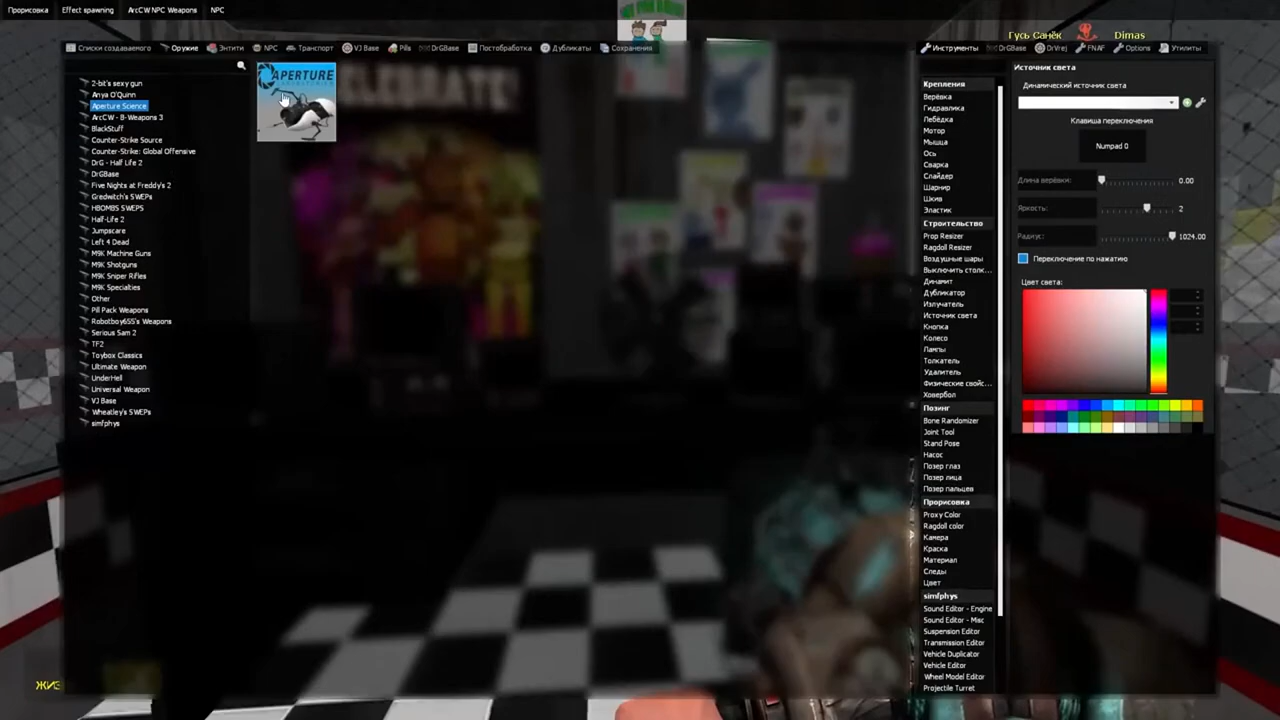 Прорисовка Effect spawning ArcCW NPC Weapons NPC
Гусь Санёк Dimas
Списки создаваемого Оружие Энтити NPC Транспорт VJ Base Pills DrGBase Постобработка Дубликаты Сохранения
Инструменты DrGBase DrVrej FNAF Options Утилиты
2-bit's sexy gun
Anya O'Quinn
Aperture Science
ArcCW - B-Weapons 3
BlackStuff
Counter-Strike Source
Counter-Strike: Global Offensive
DrG - Half Life 2
DrGBase
Five Nights at Freddy's 2
Gredwitch's SWEPs
HBOMBS SWEPS
Half-Life 2
Jumpscare
Left 4 Dead
M9K Machine Guns
M9K Shotguns
M9K Sniper Rifles
M9K Specialties
Other
Pill Pack Weapons
Robotboy655's Weapons
Serious Sam 2
TF2
Toybox Classics
Ultimate Weapon
UnderHell
Universal Weapon
VJ Base
Wheatley's SWEPs
simfphys
APERTURE
LABORATORIES
CELEBRATE!
Крепления
Верёвка
Гидравлика
Лебёдка
Мотор
Мышца
Ось
Сварка
Слайдер
Шарнир
Шкив
Эластик
Строительство
Prop Resizer
Ragdoll Resizer
Воздушные шары
Выключить столк...
Динамит
Дубликатор
Излучатель
Источник света
Кнопка
Колесо
Лампы
Толкатель
Удалитель
Физические свойс...
Ховербол
Позинг
Bone Randomizer
Joint Tool
Stand Pose
Насос
Позер глаз
Позер лица
Позер пальцев
Прорисовка
Proxy Color
Ragdoll color
Камера
Краска
Материал
Следы
Цвет
simfphys
Sound Editor - Engine
Sound Editor - Misc
Suspension Editor
Transmission Editor
Vehicle Duplicator
Vehicle Editor
Wheel Model Editor
Projectile Turret
Источник света
Динамический источник света
Клавиша переключения
Numpad 0
Длина верёвки: 0.00
Яркость: 2
Радиус: 1024.00
Переключение по нажатию
Цвет света: